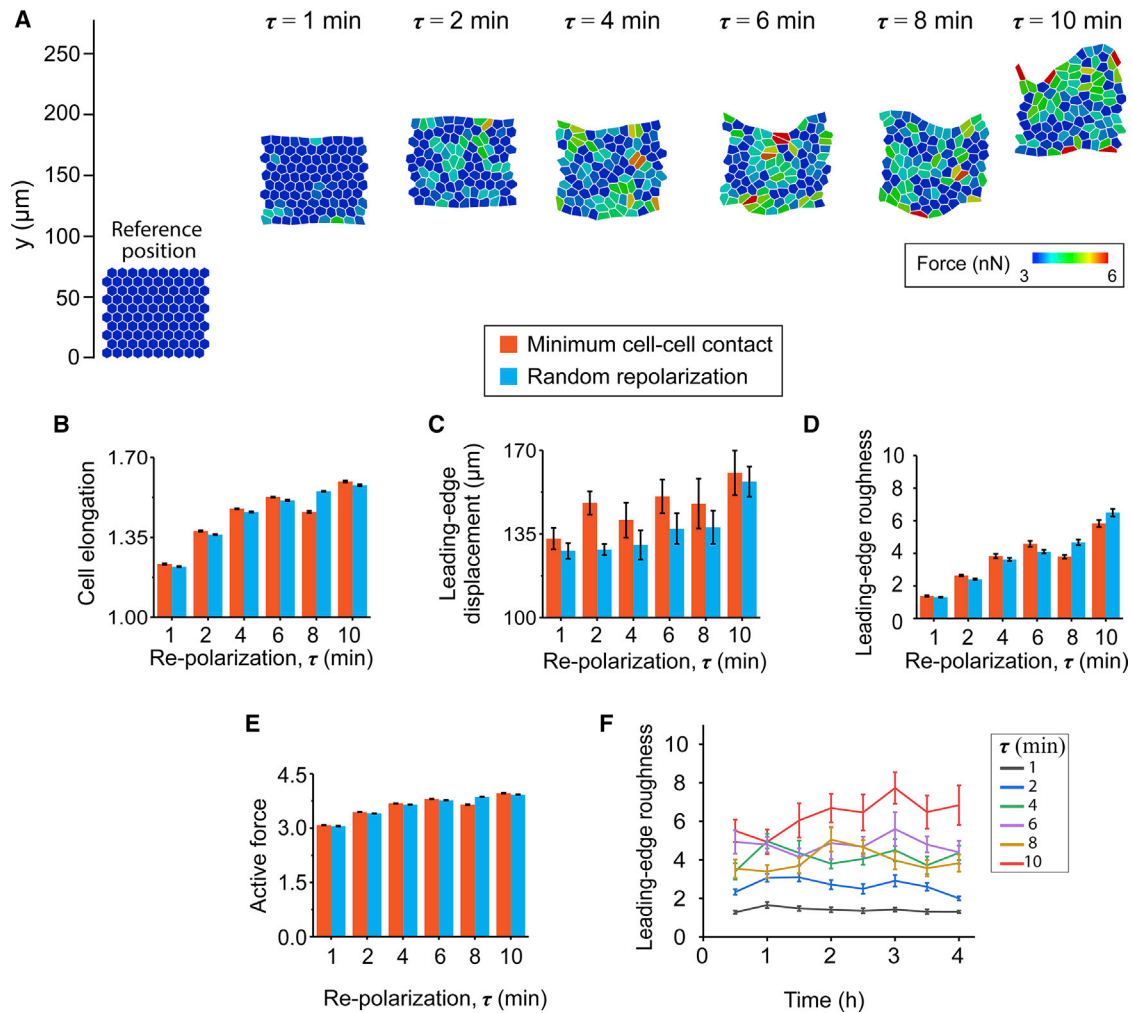 A
τ = 1 min
τ = 2 min
τ = 4 min
τ = 6 min
τ = 8 min
τ = 10 min
y (µm)
250
200
150
100
50
0
Reference
position
Force (nN)
3
6
Minimum cell-cell contact
Random repolarization
B
Cell elongation
1.70
1.35
1.00
1 2 4 6 8 10
Re-polarization, τ (min)
C
Leading-edge
displacement (µm)
170
135
100
1 2 4 6 8 10
Re-polarization, τ (min)
D
Leading-edge roughness
10
8
6
4
2
0
1 2 4 6 8 10
Re-polarization, τ (min)
E
Active force
4.5
3.0
1.5
0.0
1 2 4 6 8 10
Re-polarization, τ (min)
F
Leading-edge roughness
10
8
6
4
2
0
0 1 2 3 4
Time (h)
τ (min)
1
2
4
6
8
10